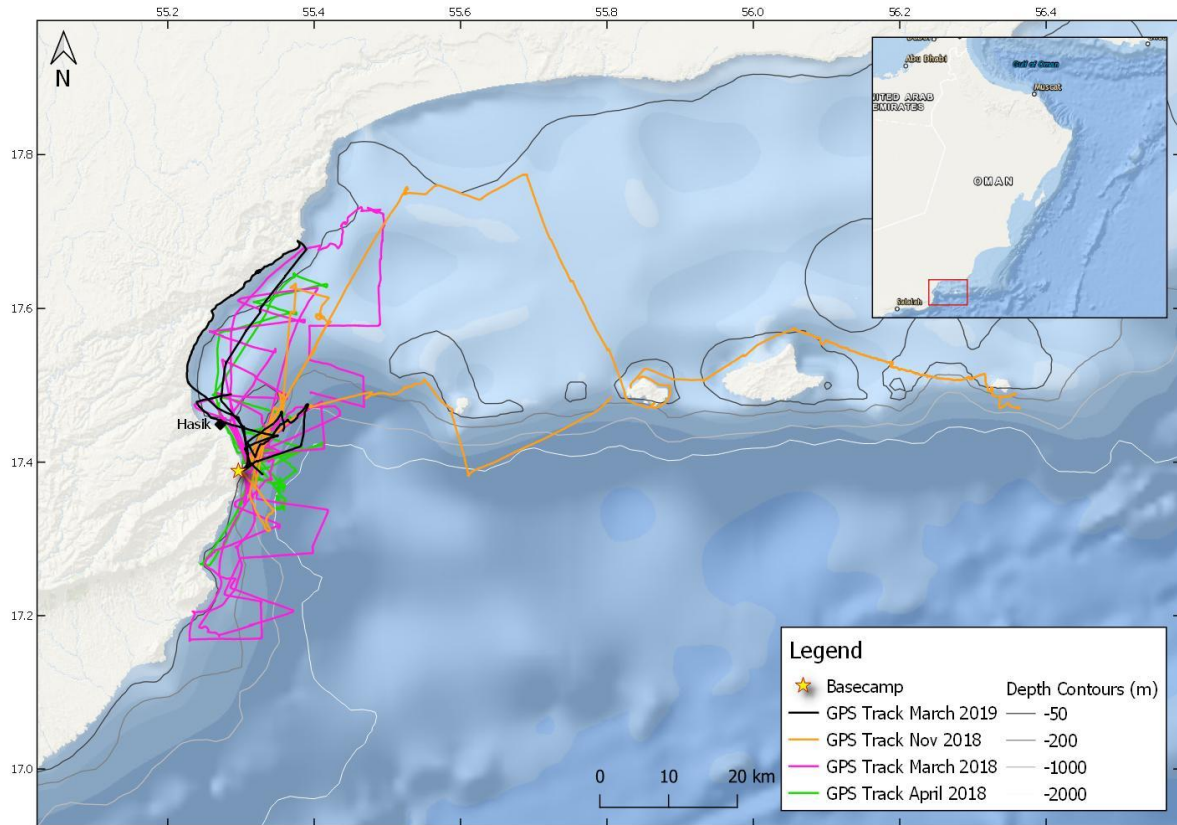 55.2 55.4 55.6 55.8 56.0 56.2 56.4
N
17.8
17.6
17.4
17.2
17.0
Hasik
Abu Dhabi
Gulf of Oman
Muscat
UNITED ARAB
EMIRATES
OMAN
Salalah
0 10 20 km
Legend
Basecamp
GPS Track March 2019
GPS Track Nov 2018
GPS Track March 2018
GPS Track April 2018
Depth Contours (m)
-50
-200
-1000
-2000